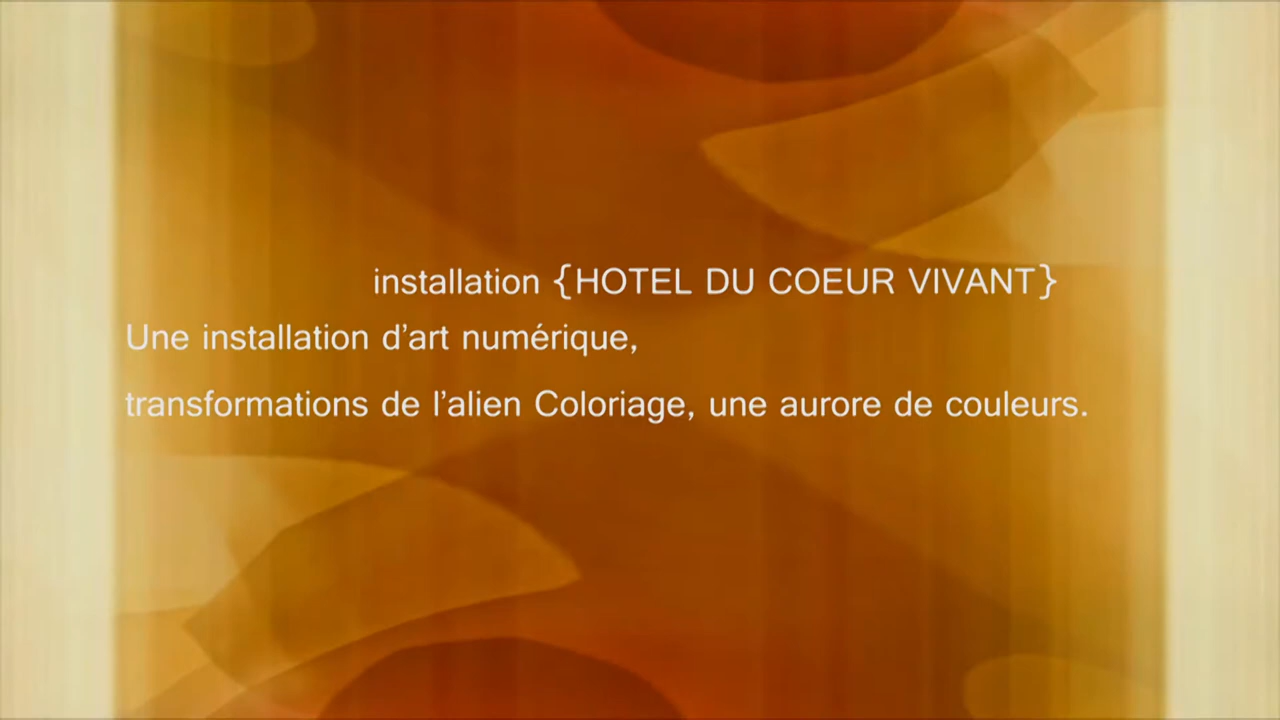 installation {HOTEL DU COEUR VIVANT}
Une installation d’art numérique,
transformations de l’alien Coloriage, une aurore de couleurs.